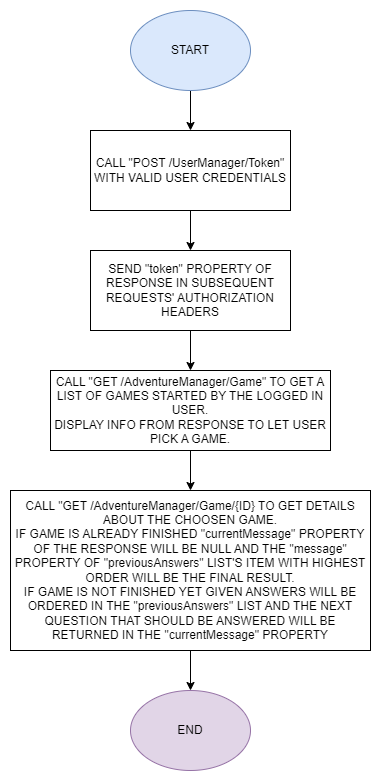 START
CALL "POST /UserManager/Token"
WITH VALID USER CREDENTIALS
SEND "token" PROPERTY OF
RESPONSE IN SUBSEQUENT
REQUESTS' AUTHORIZATION
HEADERS
CALL "GET /AdventureManager/Game" TO GET A
LIST OF GAMES STARTED BY THE LOGGED IN
USER.
DISPLAY INFO FROM RESPONSE TO LET USER
PICK A GAME.
CALL "GET /AdventureManager/Game/{ID} TO GET DETAILS
ABOUT THE CHOOSEN GAME.
IF GAME IS ALREADY FINISHED "currentMessage" PROPERTY
OF THE RESPONSE WILL BE NULL AND THE "message"
PROPERTY OF "previousAnswers" LIST'S ITEM WITH HIGHEST
ORDER WILL BE THE FINAL RESULT.
IF GAME IS NOT FINISHED YET GIVEN ANSWERS WILL BE
ORDERED IN THE "previousAnswers" LIST AND THE NEXT
QUESTION THAT SHOULD BE ANSWERED WILL BE
RETURNED IN THE "currentMessage" PROPERTY
END